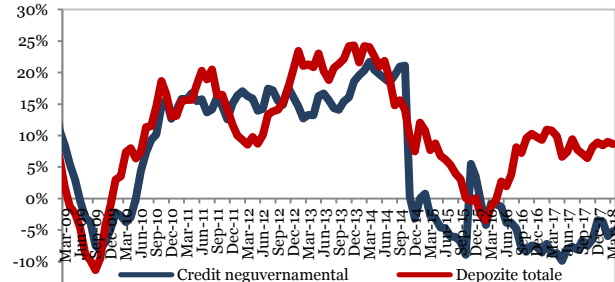 30%
25%
20%
15%
10%
5%
0%
-5%
-10%
Mar-09
Jun-09
Sep-09
Dec-09
Mar-10
Jun-10
Sep-10
Dec-10
Mar-11
Jun-11
Sep-11
Dec-11
Mar-12
Jun-12
Sep-12
Dec-12
Mar-13
Jun-13
Sep-13
Dec-13
Mar-14
Jun-14
Sep-14
Dec-14
Mar-15
Jun-15
Sep-15
Dec-15
Mar-16
Jun-16
Sep-16
Dec-16
Mar-17
Jun-17
Sep-17
Dec-17
Credit neguvernamental Depozite totale